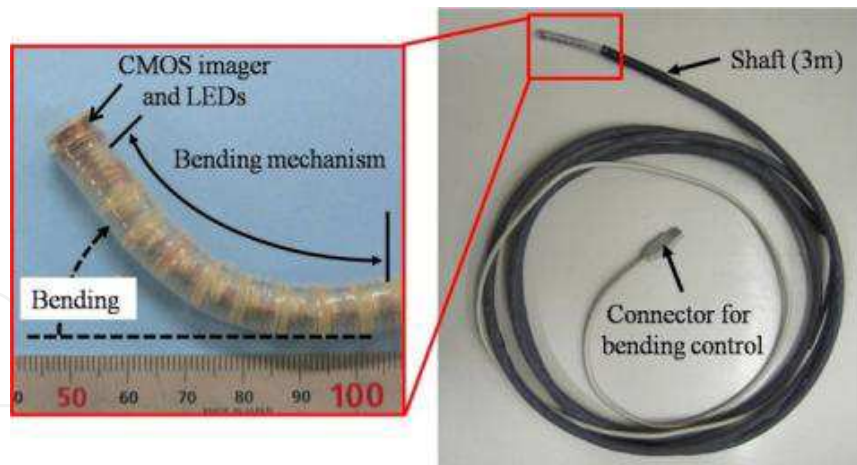 CMOS imager
and LEDs
Bending mechanism
Bending
50 60 70 80 90 100
Shaft (3m)
Connector for
bending control